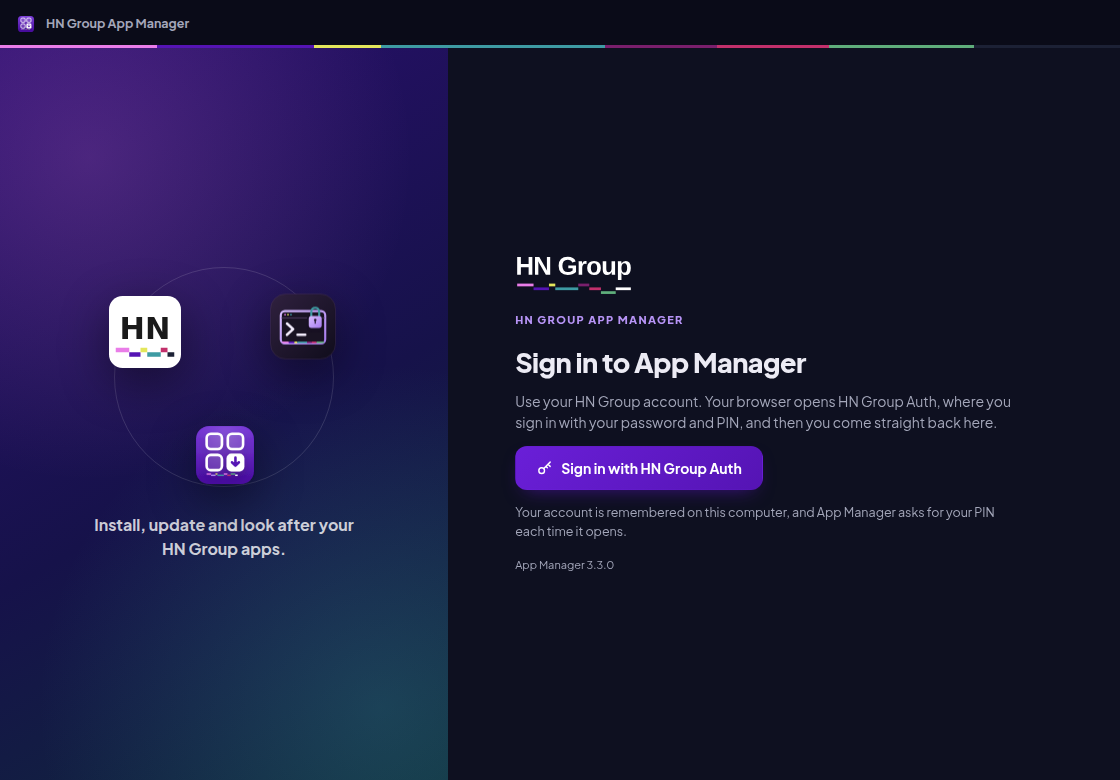 HN Group App Manager
HN
Install, update and look after your
HN Group apps.
HN Group
HN GROUP APP MANAGER
Sign in to App Manager
Use your HN Group account. Your browser opens HN Group Auth, where you
sign in with your password and PIN, and then you come straight back here.
Sign in with HN Group Auth
Your account is remembered on this computer, and App Manager asks for your PIN
each time it opens.
App Manager 3.3.0